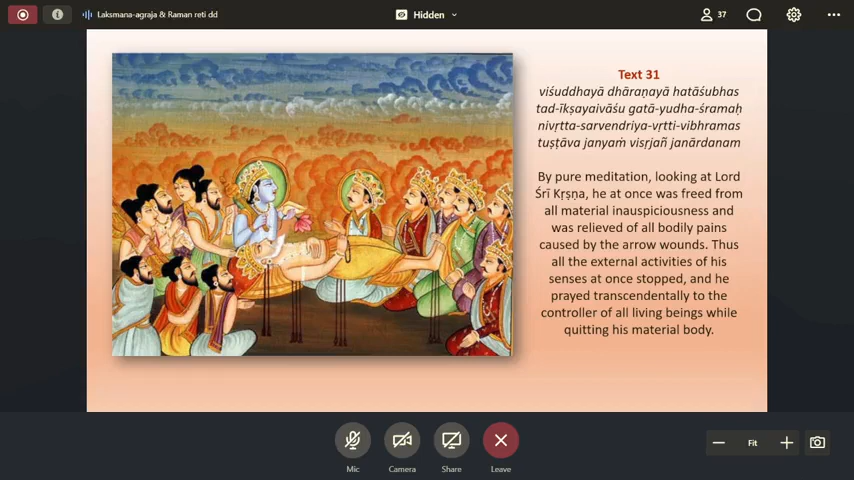 Laksmana-agraja & Raman reti dd
Hidden
37
Text 31
viśuddhayā dhāraṇayā hatāśubhas
tad-īkṣayaivāśu gatā-yudha-śramaḥ
nivṛtta-sarvendriya-vṛtti-vibhramas
tuṣṭāva janyaṁ visṛjañ janārdanam
By pure meditation, looking at Lord
Śrī Kṛṣṇa, he at once was freed from
all material inauspiciousness and
was relieved of all bodily pains
caused by the arrow wounds. Thus
all the external activities of his
senses at once stopped, and he
prayed transcendentally to the
controller of all living beings while
quitting his material body.
Mic
Camera
Share
Leave
Fit